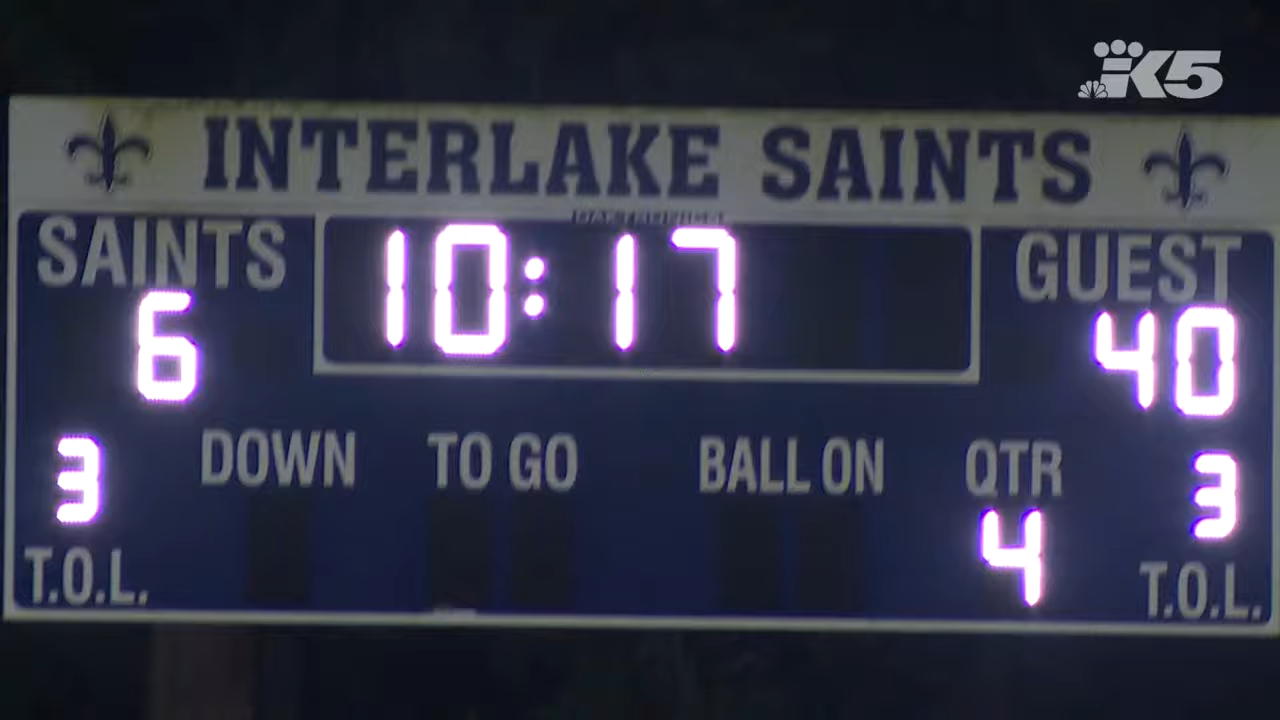 K5
INTERLAKE SAINTS
SAINTS
10:17
GUEST
6
40
DOWN
TO GO
BALL ON
QTR
3
4
3
T.O.L.
T.O.L.